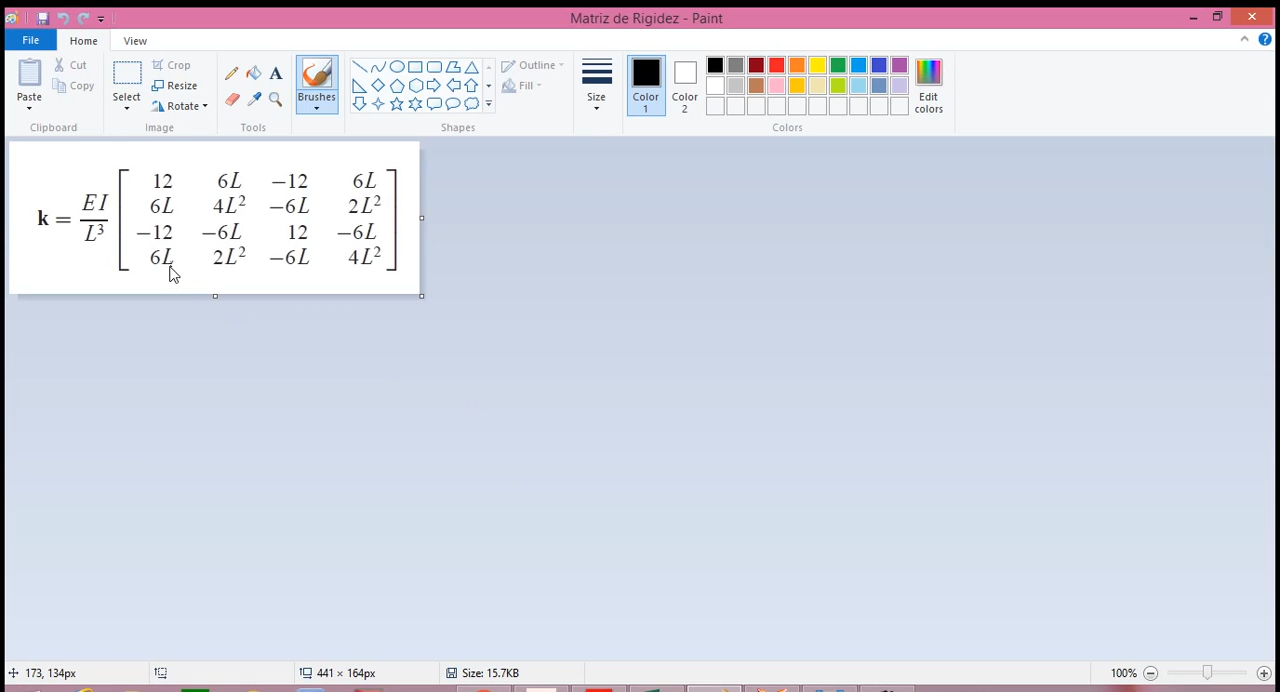 Matriz de Rigidez - Paint
File Home View
Cut
Copy
Paste
Clipboard
Select
Crop
Resize
Rotate
Image
A
Tools
Brushes
Shapes
Outline
Fill
Size
Color 1
Color 2
Edit colors
Colors
k = EI/L³ [
12 6L −12 6L
6L 4L² −6L 2L²
−12 −6L 12 −6L
6L 2L² −6L 4L²
]
173, 134px
441 × 164px
Size: 15.7KB
100%